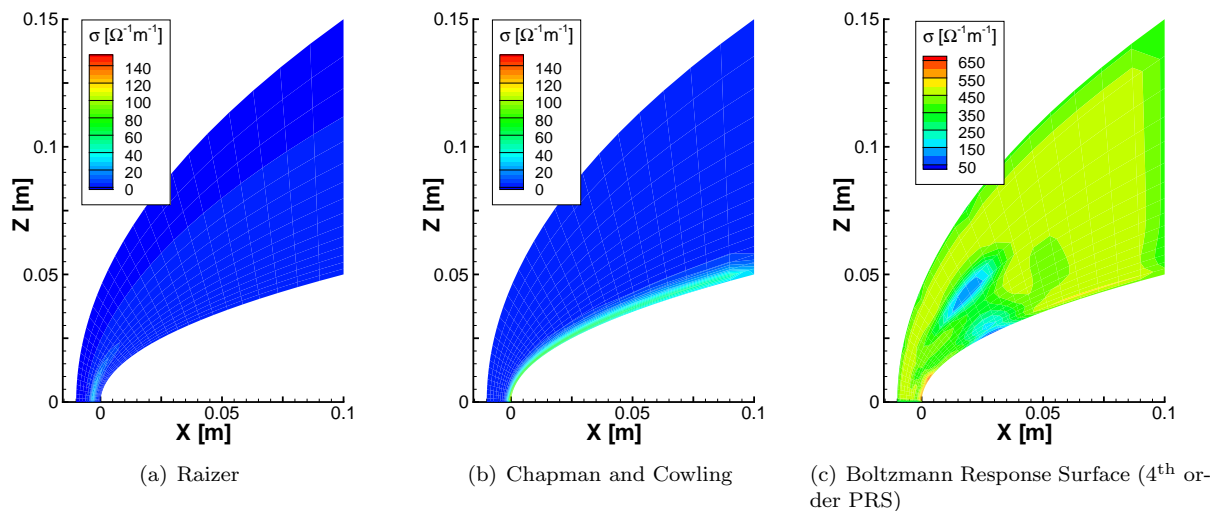 0.15
σ [Ω⁻¹m⁻¹]
140
120
100
80
60
40
20
0
0.1
0.05
0
Z [m]
0 0.05 0.1
X [m]
(a) Raizer
0.15
σ [Ω⁻¹m⁻¹]
140
120
100
80
60
40
20
0
0.1
0.05
0
Z [m]
0 0.05 0.1
X [m]
(b) Chapman and Cowling
0.15
σ [Ω⁻¹m⁻¹]
650
550
450
350
250
150
50
0.1
0.05
0
Z [m]
0 0.05 0.1
X [m]
(c) Boltzmann Response Surface (4ᵗʰ or-
der PRS)